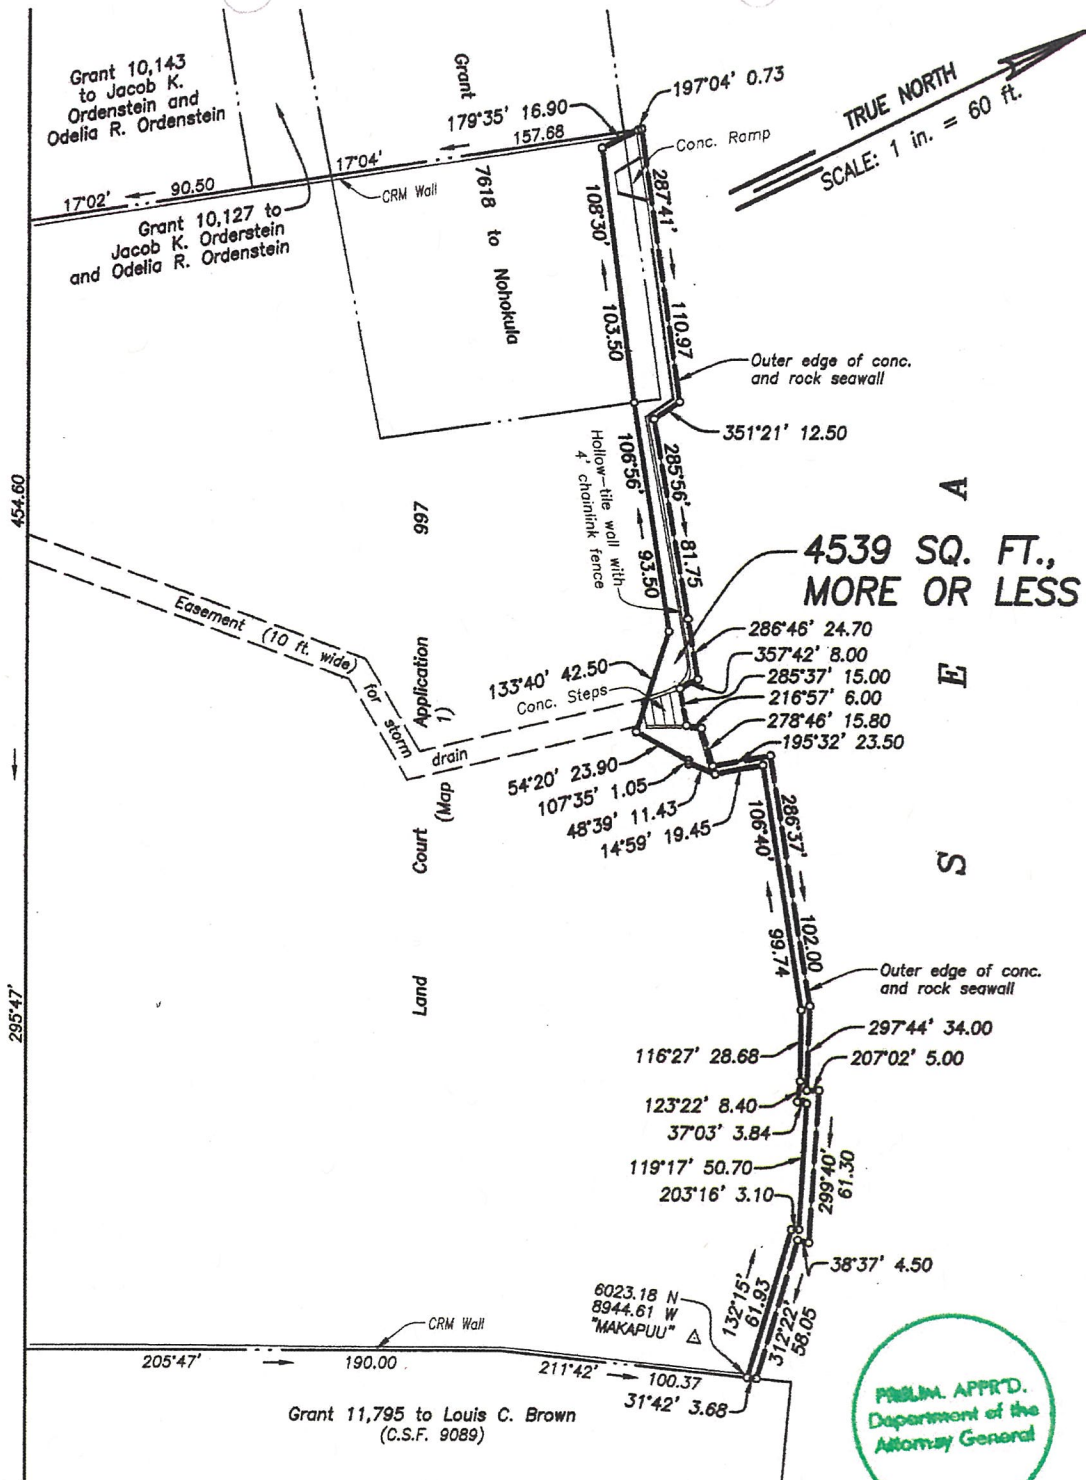 Grant 10,143
to Jacob K.
Ordenstein and
Odelia R. Ordenstein
Grant
7618 to Nohokula
179°35' 16.90
157.68
197°04' 0.73
Conc. Ramp
TRUE NORTH
SCALE: 1 in. = 60 ft.
17°04'
CRM Wall
17°02'
90.50
Grant 10,127 to
Jacob K. Orderstein
and Odelia R. Ordenstein
108°30'
103.50
287°41'
110.97
Outer edge of conc.
and rock seawall
351°21' 12.50
Hollow-tile wall with
4' chainlink fence
106°56'
93.50
285°56'
81.75
S E A
4539 SQ. FT.,
MORE OR LESS
454.60
295°47'
Easement (10 ft. wide) for storm drain
Land Court Application 997
(Map 1)
133°40' 42.50
Conc. Steps
286°46' 24.70
357°42' 8.00
285°37' 15.00
216°57' 6.00
278°46' 15.80
195°32' 23.50
54°20' 23.90
107°35' 1.05
48°39' 11.43
14°59' 19.45
106°40'
99.74
286°37'
102.00
Outer edge of conc.
and rock seawall
297°44' 34.00
207°02' 5.00
116°27' 28.68
123°22' 8.40
37°03' 3.84
119°17' 50.70
203°16' 3.10
299°40'
61.30
38°37' 4.50
132°15'
61.93
312°22'
58.05
6023.18 N
8944.61 W
"MAKAPUU"
CRM Wall
205°47'
190.00
211°42'
100.37
31°42' 3.68
Grant 11,795 to Louis C. Brown
(C.S.F. 9089)
PRELIM. APPR'D.
Department of the
Attorney General